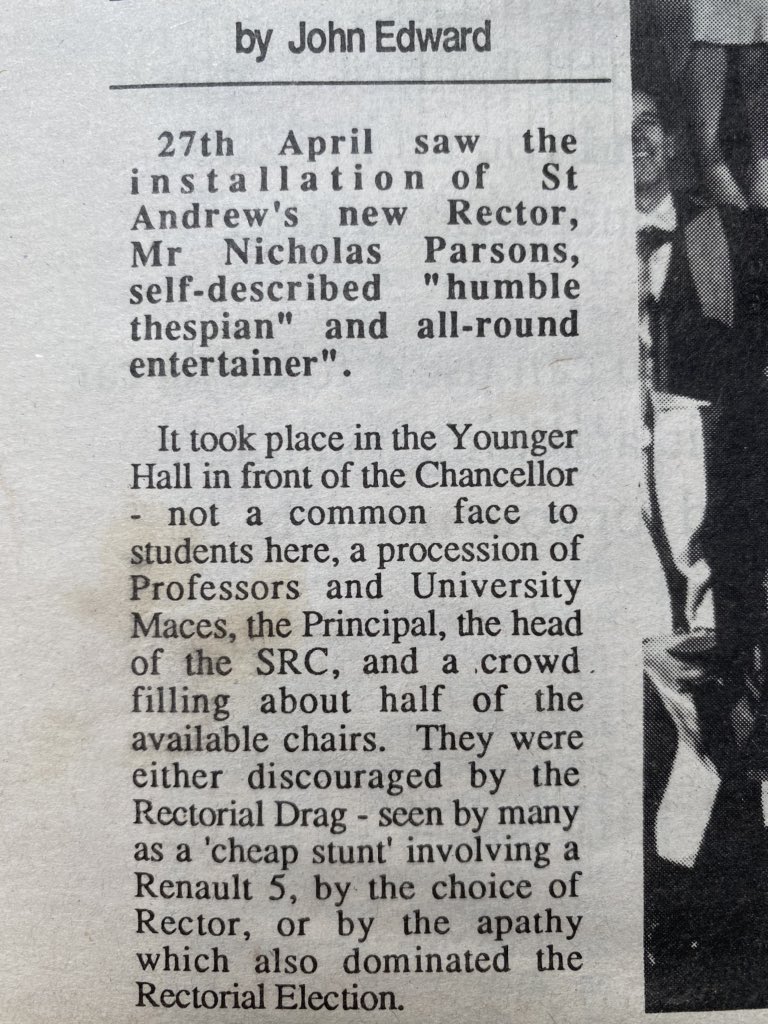 by John Edward
27th April saw the
installation of St
Andrew's new Rector,
Mr Nicholas Parsons,
self-described "humble
thespian" and all-round
entertainer".
It took place in the Younger
Hall in front of the Chancellor
- not a common face to
students here, a procession of
Professors and University
Maces, the Principal, the head
of the SRC, and a crowd
filling about half of the
available chairs. They were
either discouraged by the
Rectorial Drag - seen by many
as a 'cheap stunt' involving a
Renault 5, by the choice of
Rector, or by the apathy
which also dominated the
Rectorial Election.